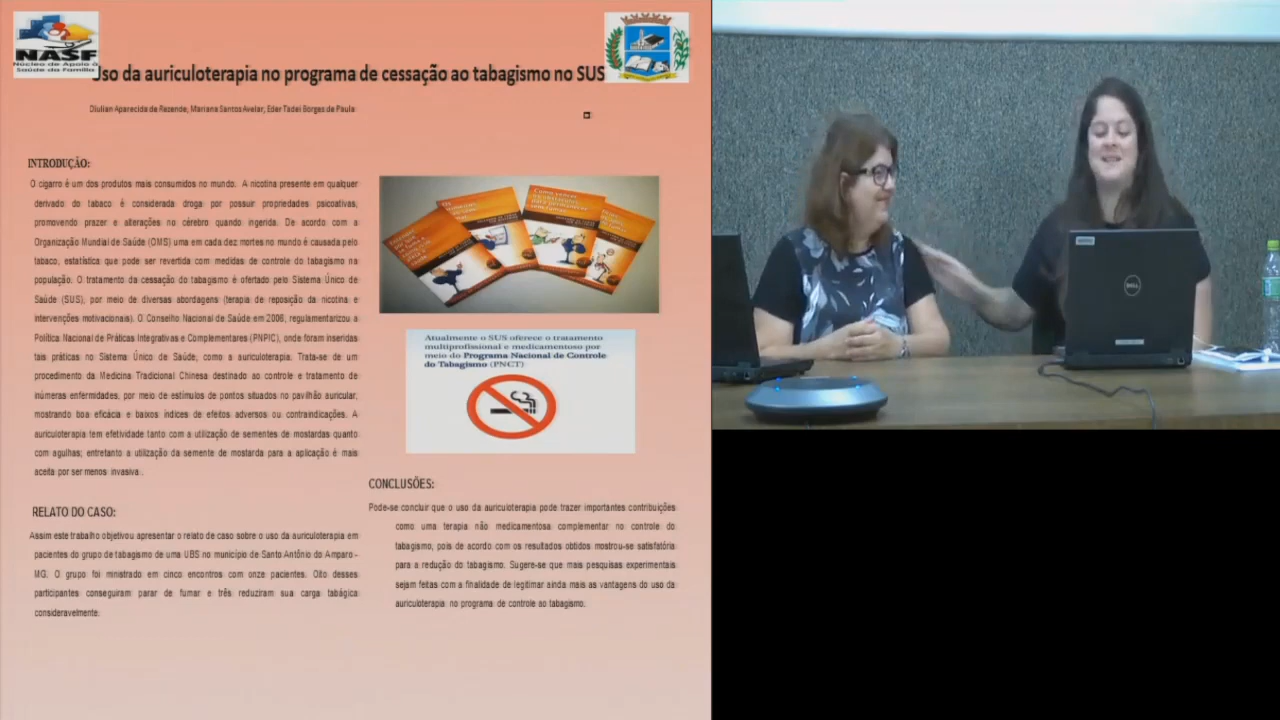 NASF
Núcleo de Apoio à
Saúde da Família
Uso da auriculoterapia no programa de cessação ao tabagismo no SUS
Diulian Aparecida de Rezende, Mariana Santos Avelar, Eder Tadei Borges de Paula
INTRODUÇÃO:
O cigarro é um dos produtos mais consumidos no mundo. A nicotina presente em qualquer
derivado do tabaco é considerada droga por possuir propriedades psicoativas,
promovendo prazer e alterações no cérebro quando ingerida. De acordo com a
Organização Mundial de Saúde (OMS) uma em cada dez mortes no mundo é causada pelo
tabaco, estatística que pode ser revertida com medidas de controle do tabagismo na
população. O tratamento da cessação do tabagismo é ofertado pelo Sistema Único de
Saúde (SUS), por meio de diversas abordagens (terapia de reposição da nicotina e
intervenções motivacionais). O Conselho Nacional de Saúde em 2006; regulamentarizou a
Política Nacional de Práticas Integrativas e Complementares (PNPIC), onde foram inseridas
tais práticas no Sistema Único de Saúde, como a auriculoterapia. Trata-se de um
procedimento da Medicina Tradicional Chinesa destinado ao controle e tratamento de
inúmeras enfermidades, por meio de estímulos de pontos situados no pavilhão auricular,
mostrando boa eficácia e baixos índices de efeitos adversos ou contraindicações. A
auriculoterapia tem efetividade tanto com a utilização de sementes de mostardas quanto
com agulhas; entretanto a utilização da semente de mostarda para a aplicação é mais
aceita por ser menos invasiva..
RELATO DO CASO:
Assim este trabalho objetivou apresentar o relato de caso sobre o uso da auriculoterapia em
pacientes do grupo de tabagismo de uma UBS no município de Santo Antônio do Amparo -
MG. O grupo foi ministrado em cinco encontros com onze pacientes. Oito desses
participantes conseguiram parar de fumar e três reduziram sua carga tabágica
consideravelmente.
Atualmente o SUS oferece o tratamento
multiprofissional e medicamentoso por
meio do Programa Nacional de Controle
do Tabagismo (PNCT)
CONCLUSÕES:
Pode-se concluir que o uso da auriculoterapia pode trazer importantes contribuições
como uma terapia não medicamentosa complementar no controle do
tabagismo, pois de acordo com os resultados obtidos mostrou-se satisfatória
para a redução do tabagismo. Sugere-se que mais pesquisas experimentais
sejam feitas com a finalidade de legitimar ainda mais as vantagens do uso da
auriculoterapia no programa de controle ao tabagismo.
DELL